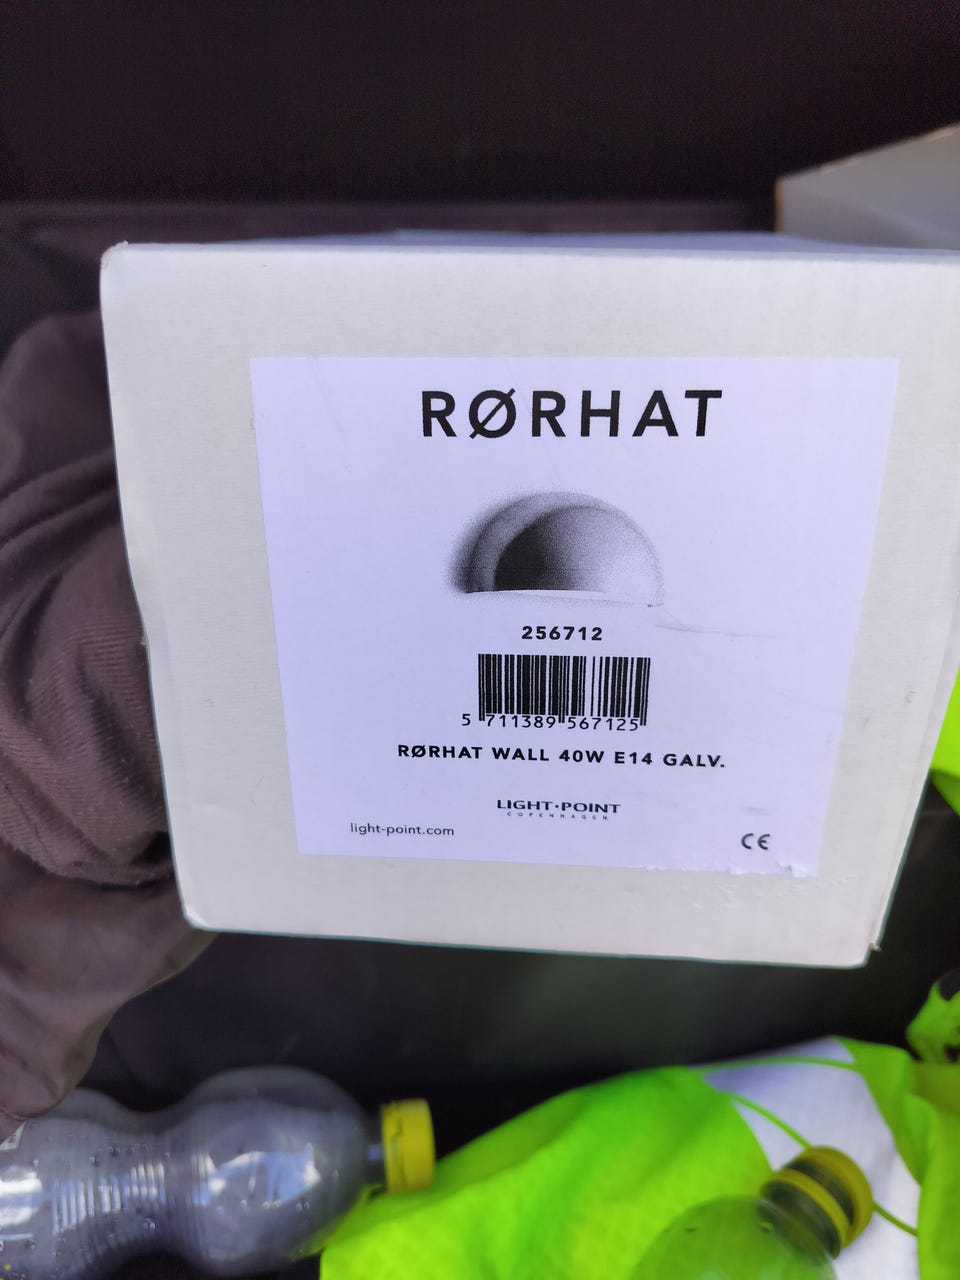 RØRHAT
256712
5 711389 567125
RØRHAT WALL 40W E14 GALV.
LIGHT·POINT
COPENHAGEN
light-point.com
CE